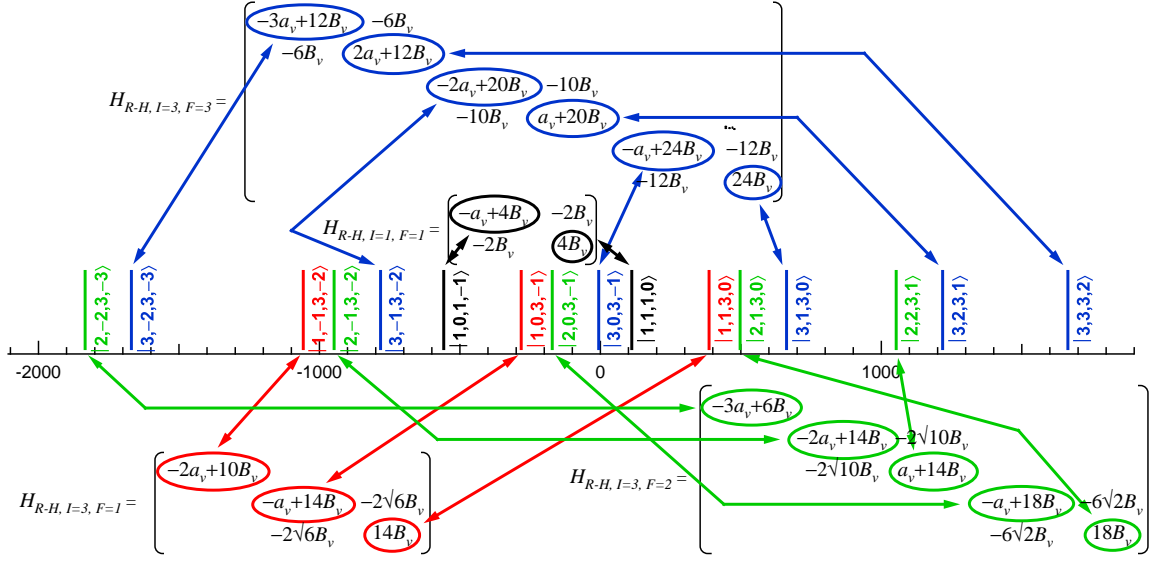 −3a_v+12B_v −6B_v
−6B_v 2a_v+12B_v
−2a_v+20B_v −10B_v
H_{R-H, I=3, F=3} =
−10B_v a_v+20B_v
−a_v+24B_v −12B_v
−12B_v 24B_v
−a_v+4B_v −2B_v
H_{R-H, I=1, F=1} =
−2B_v 4B_v
|2,−2,3,−3⟩
|3,−2,3,−3⟩
|1,−1,3,−2⟩
|2,−1,3,−2⟩
|3,−1,3,−2⟩
|1,0,1,−1⟩
|1,0,3,−1⟩
|2,0,3,−1⟩
|3,0,3,−1⟩
|1,1,1,0⟩
|1,1,3,0⟩
|2,1,3,0⟩
|3,1,3,0⟩
|2,2,3,1⟩
|3,2,3,1⟩
|3,3,3,2⟩
-2000 -1000 0 1000
−3a_v+6B_v
−2a_v+14B_v −2√10B_v
−2√10B_v a_v+14B_v
H_{R-H, I=3, F=2} =
−a_v+18B_v −6√2B_v
−6√2B_v 18B_v
−2a_v+10B_v
−a_v+14B_v −2√6B_v
H_{R-H, I=3, F=1} =
−2√6B_v 14B_v